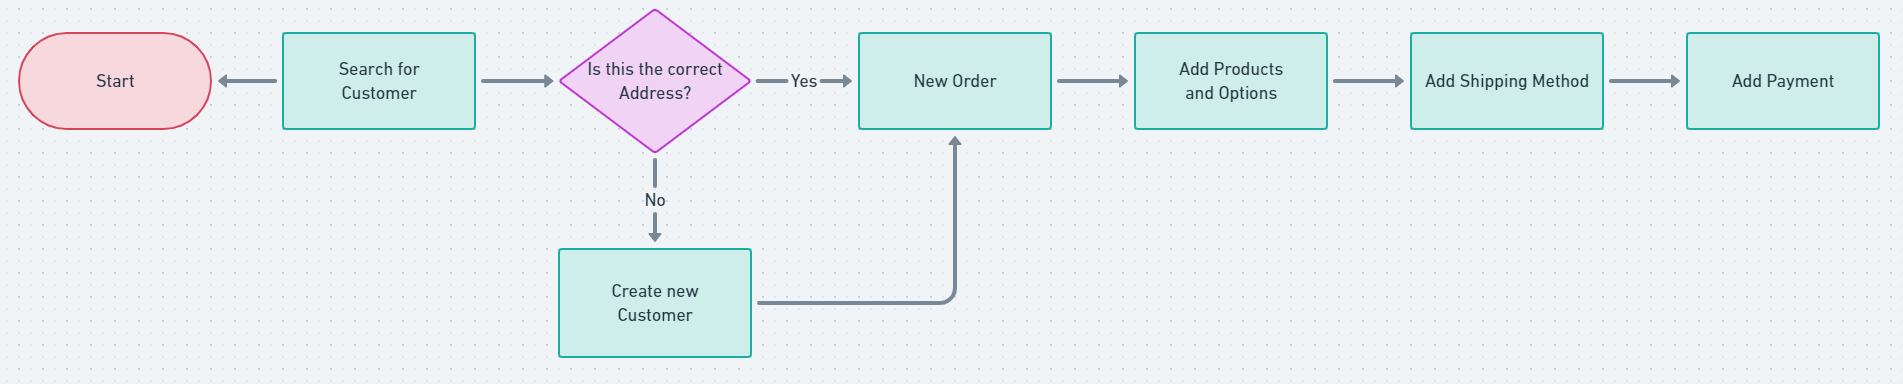 Start
Search for
Customer
Is this the correct
Address?
Yes
New Order
Add Products
and Options
Add Shipping Method
Add Payment
No
Create new
Customer